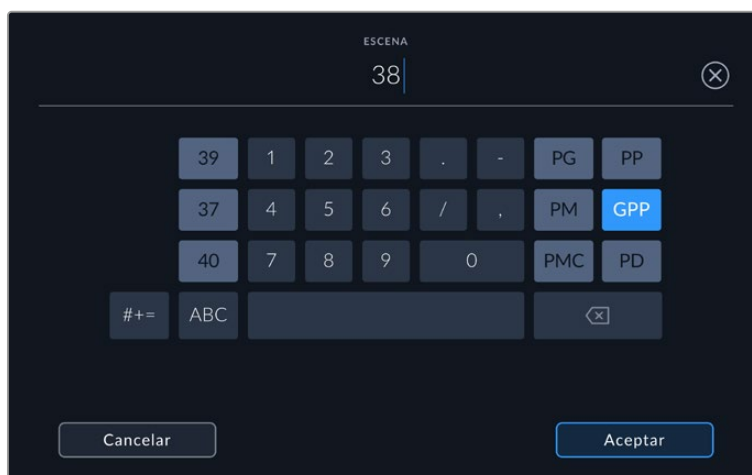 ESCENA
38
39 1 2 3 . - PG PP
37 4 5 6 / , PM GPP
40 7 8 9 0 PMC PD
#+= ABC
Cancelar Aceptar